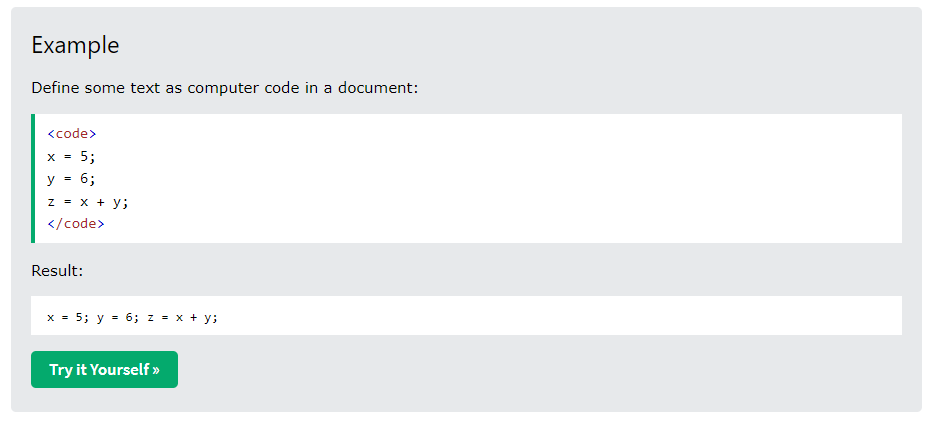 Example
Define some text as computer code in a document:
<code>
x = 5;
y = 6;
z = x + y;
</code>
Result:
x = 5; y = 6; z = x + y;
Try it Yourself »